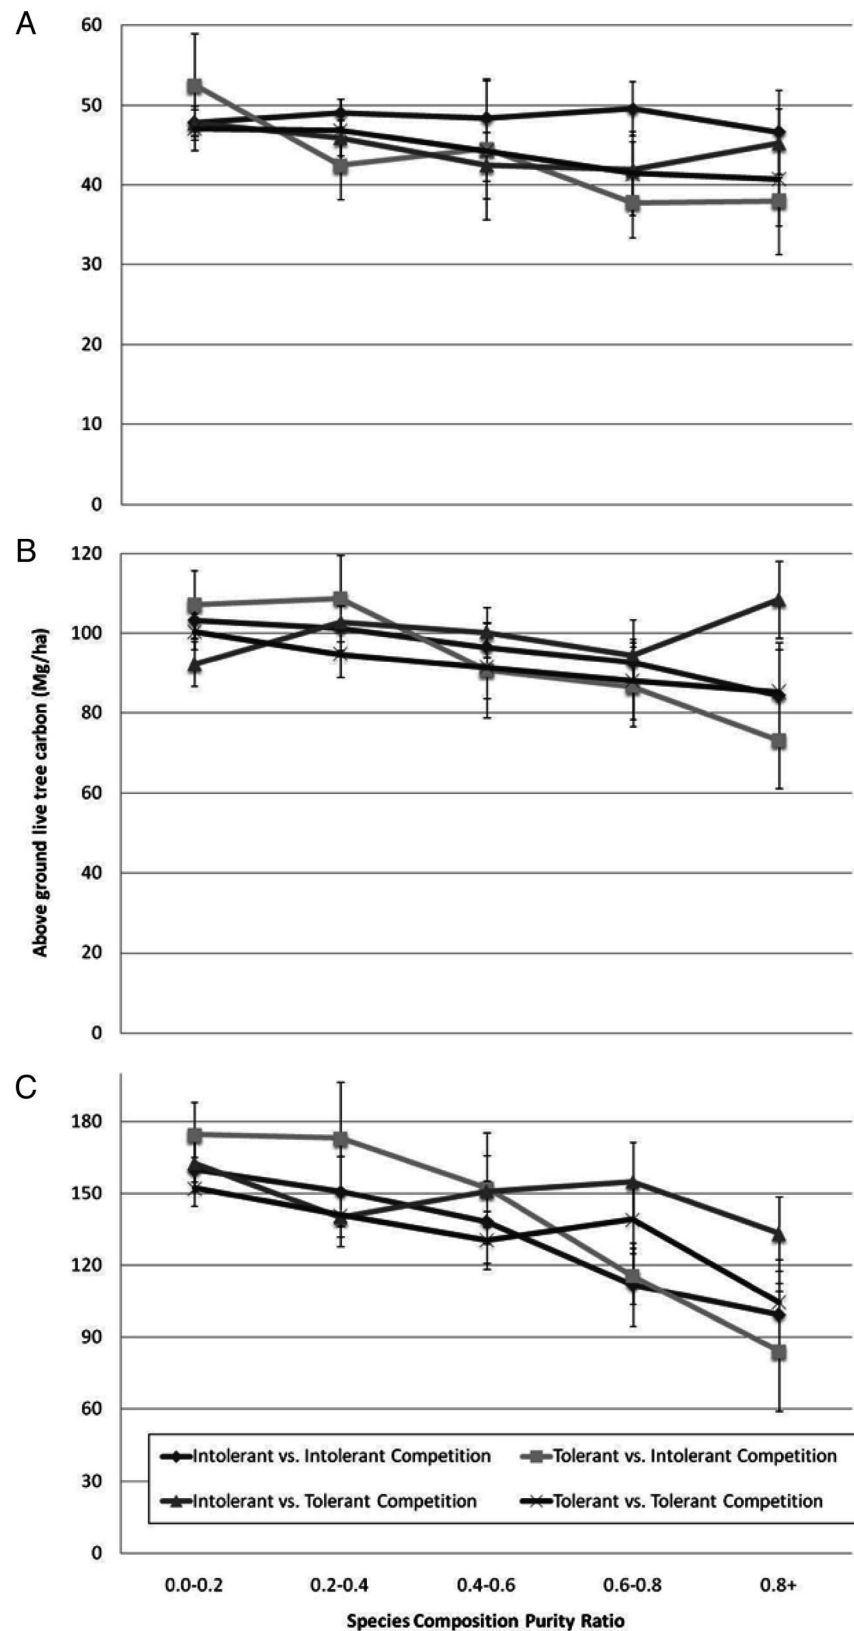 A
60
50
40
30
20
10
0
B
120
100
80
60
40
20
0
Above ground live tree carbon (Mg/ha)
C
180
150
120
90
60
30
0
Intolerant vs. Intolerant Competition
Tolerant vs. Intolerant Competition
Intolerant vs. Tolerant Competition
Tolerant vs. Tolerant Competition
0.0-0.2
0.2-0.4
0.4-0.6
0.6-0.8
0.8+
Species Composition Purity Ratio